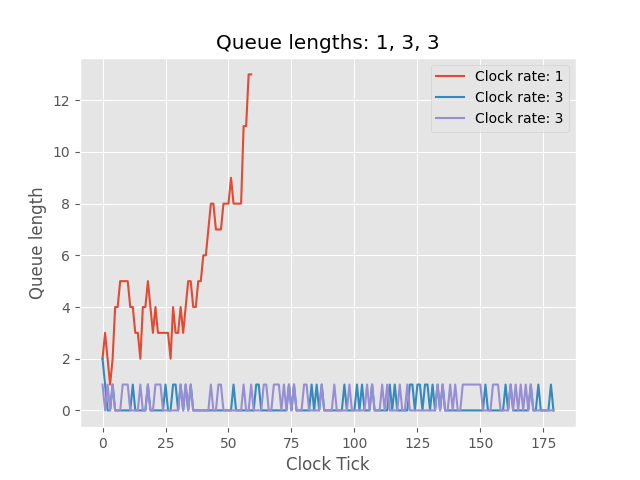 Queue lengths: 1, 3, 3
Clock rate: 1
Clock rate: 3
Clock rate: 3
Queue length
12
10
8
6
4
2
0
0 25 50 75 100 125 150 175
Clock Tick